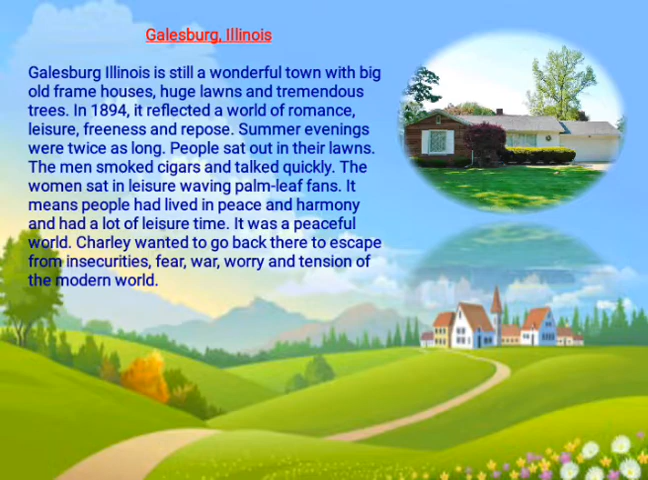 Galesburg, Illinois
Galesburg Illinois is still a wonderful town with big
old frame houses, huge lawns and tremendous
trees. In 1894, it reflected a world of romance,
leisure, freeness and repose. Summer evenings
were twice as long. People sat out in their lawns.
The men smoked cigars and talked quickly. The
women sat in leisure waving palm-leaf fans. It
means people had lived in peace and harmony
and had a lot of leisure time. It was a peaceful
world. Charley wanted to go back there to escape
from insecurities, fear, war, worry and tension of
the modern world.